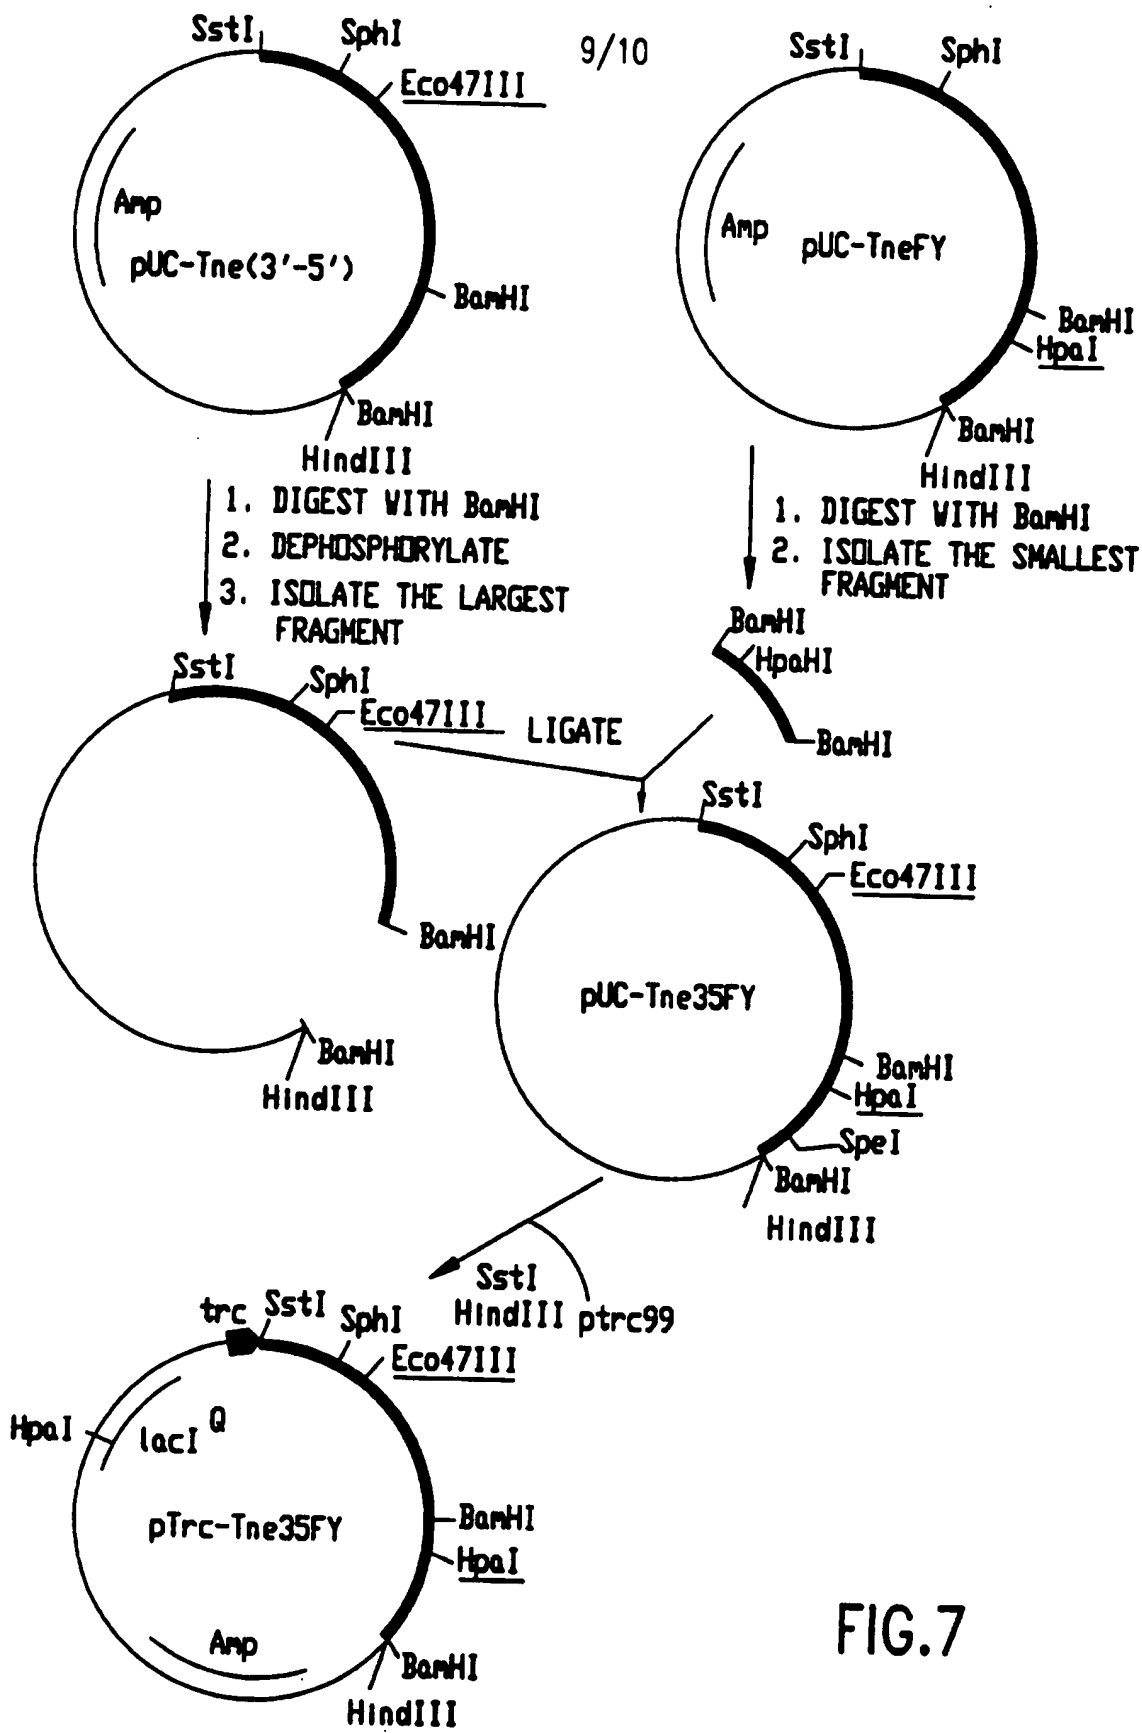 9/10
SstI
SphI
Eco47III
Amp
pUC-Tne(3'-5')
BamHI
BamHI
HindIII
SstI
SphI
Amp
pUC-TneFY
BamHI
HpaI
BamHI
HindIII
1. DIGEST WITH BamHI
2. DEPHOSPHORYLATE
3. ISOLATE THE LARGEST
FRAGMENT
1. DIGEST WITH BamHI
2. ISOLATE THE SMALLEST
FRAGMENT
BamHI
HpaHI
BamHI
SstI
SphI
Eco47III
LIGATE
BamHI
BamHI
HindIII
SstI
SphI
Eco47III
pUC-Tne35FY
BamHI
HpaI
SpeI
BamHI
HindIII
SstI
HindIII
ptrc99
trc
SstI
SphI
Eco47III
HpaI
lacI Q
pTrc-Tne35FY
BamHI
HpaI
Amp
BamHI
HindIII
FIG.7